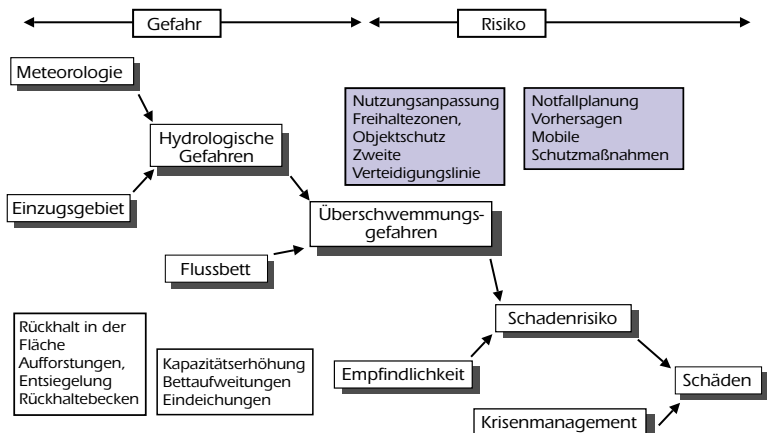 Gefahr
Risiko
Meteorologie
Hydrologische
Gefahren
Einzugsgebiet
Nutzungsanpassung
Freihaltezonen,
Objektschutz
Zweite
Verteidigungslinie
Notfallplanung
Vorhersagen
Mobile
Schutzmaßnahmen
Überschwemmungs-
gefahren
Flussbett
Rückhalt in der
Fläche
Aufforstungen,
Entsiegelung
Rückhaltebecken
Kapazitätserhöhung
Bettaufweitungen
Eindeichungen
Schadenrisiko
Empfindlichkeit
Schäden
Krisenmanagement